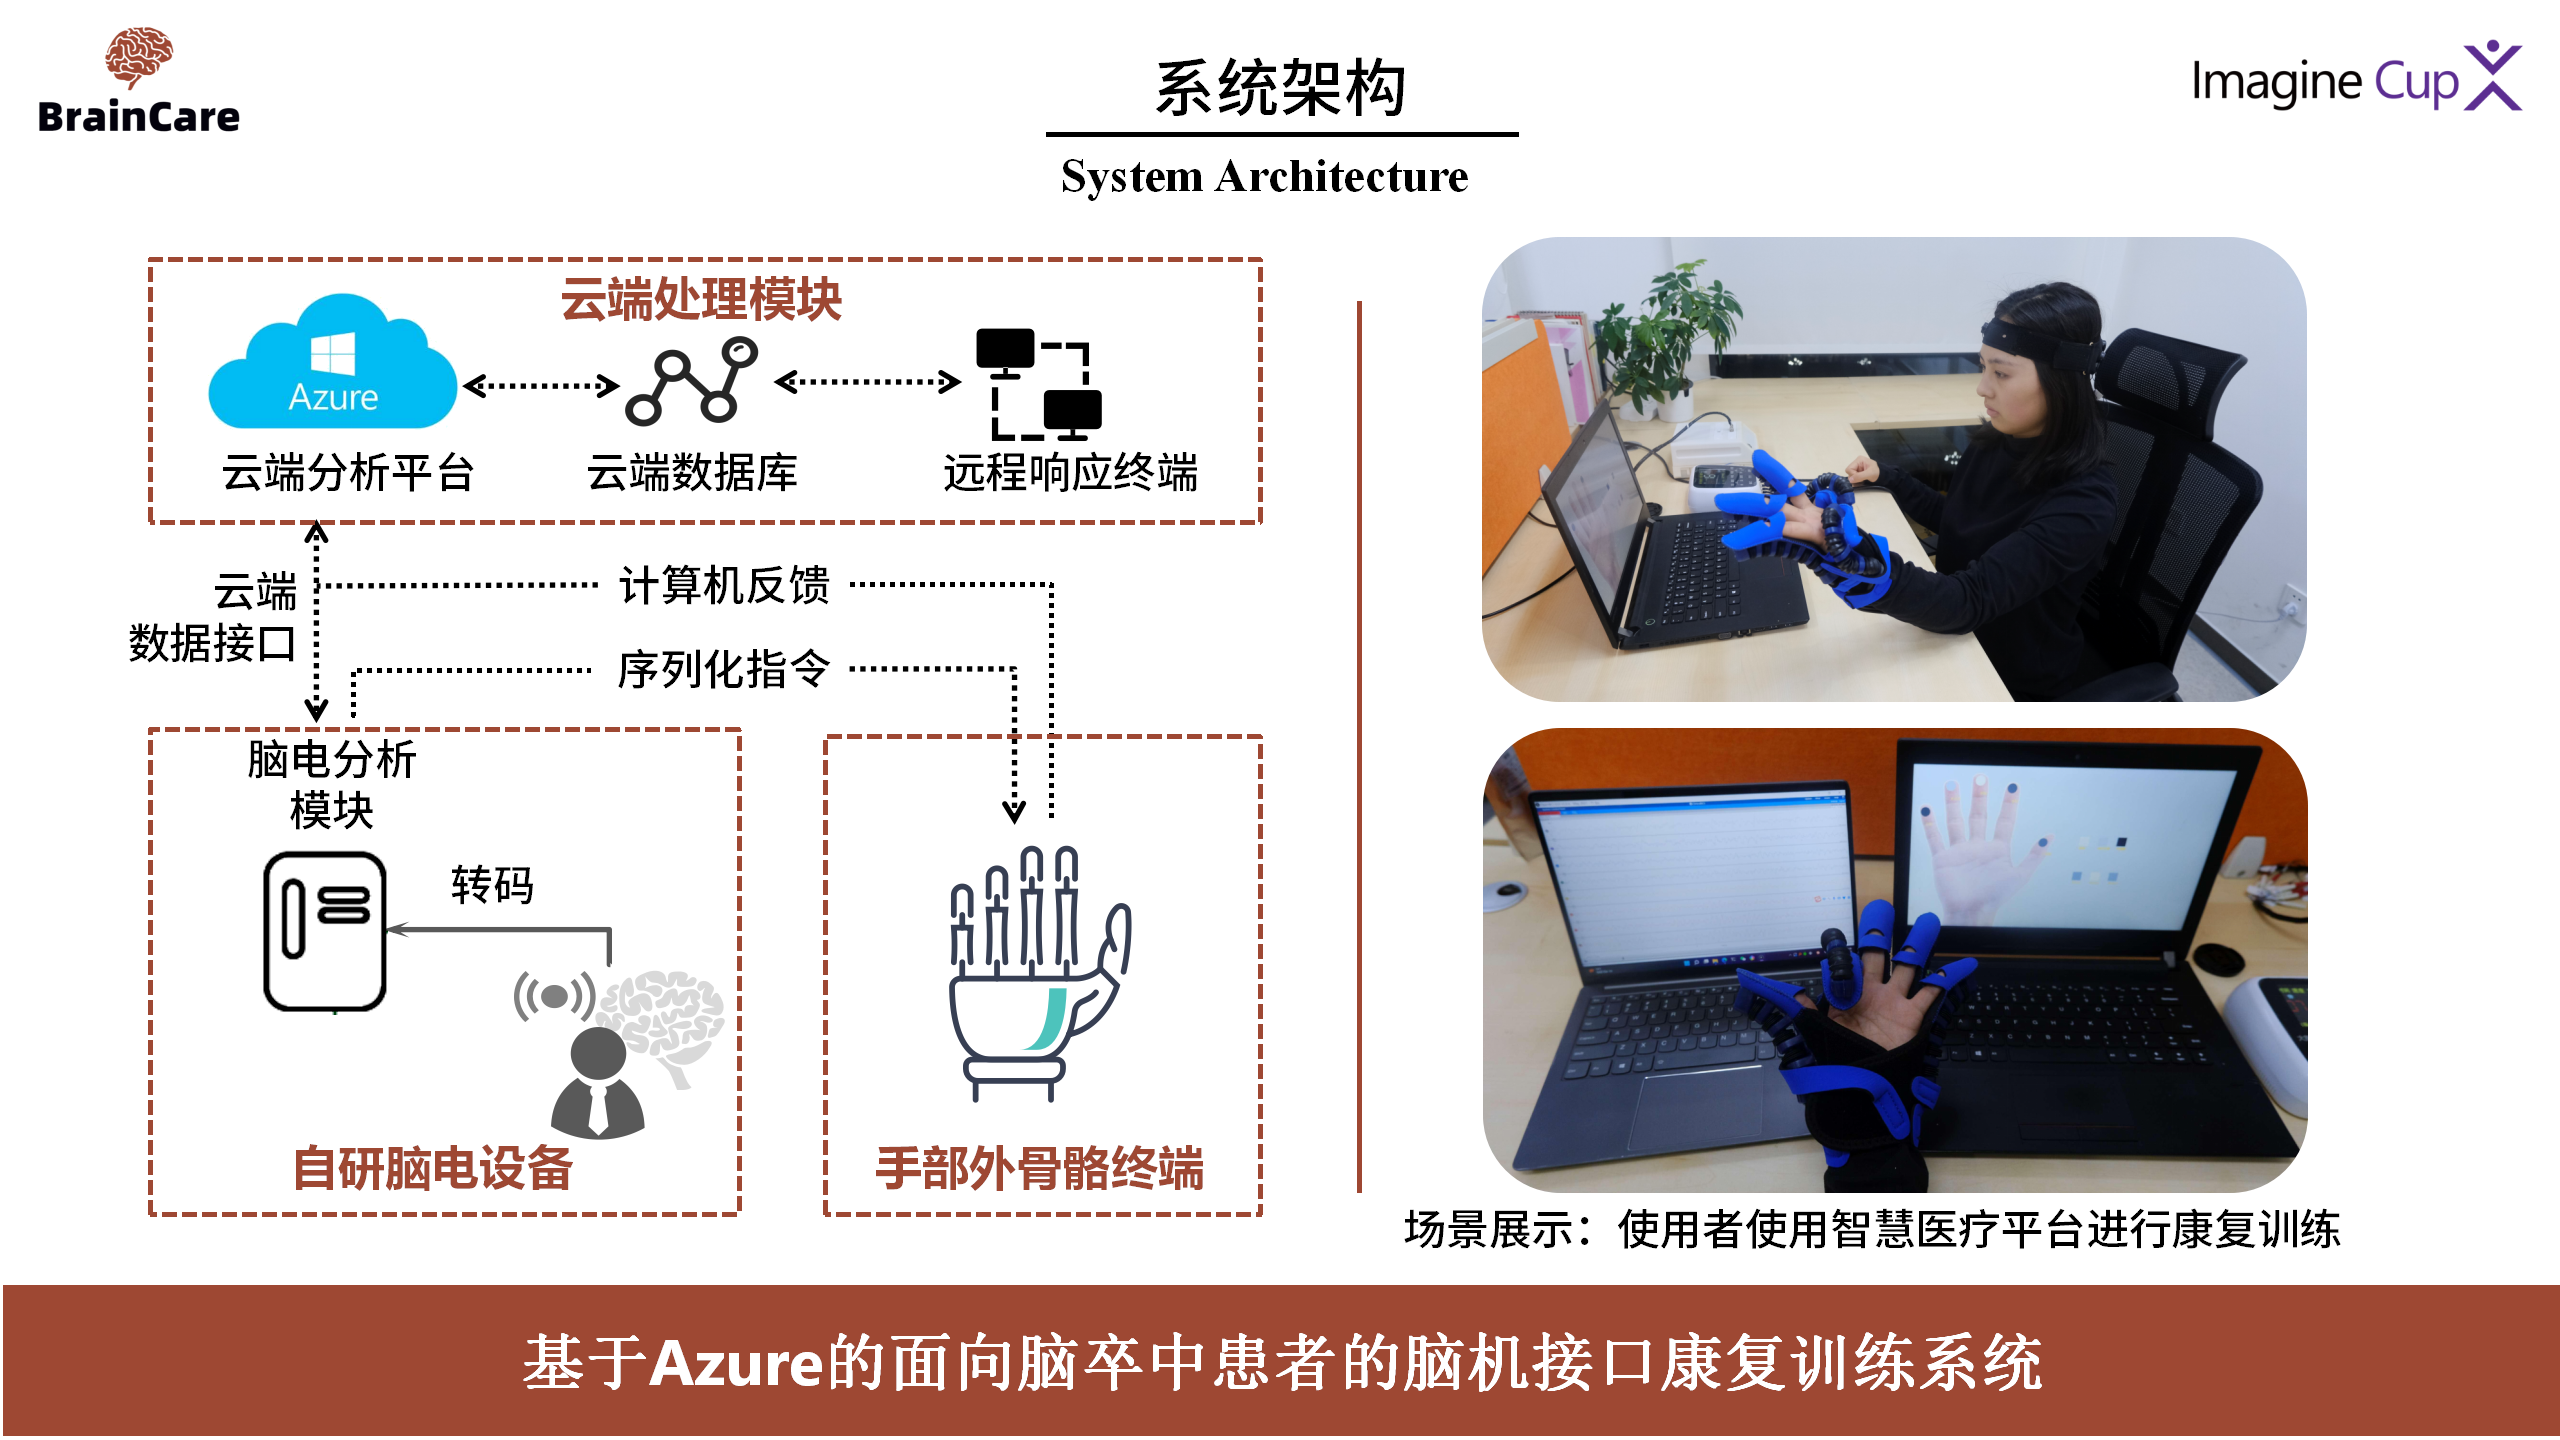 BrainCare
系统架构
System Architecture
Imagine Cup
云端处理模块
Azure
云端分析平台
云端数据库
远程响应终端
云端
数据接口
计算机反馈
序列化指令
脑电分析
模块
转码
自研脑电设备
手部外骨骼终端
场景展示：使用者使用智慧医疗平台进行康复训练
基于Azure的面向脑卒中患者的脑机接口康复训练系统